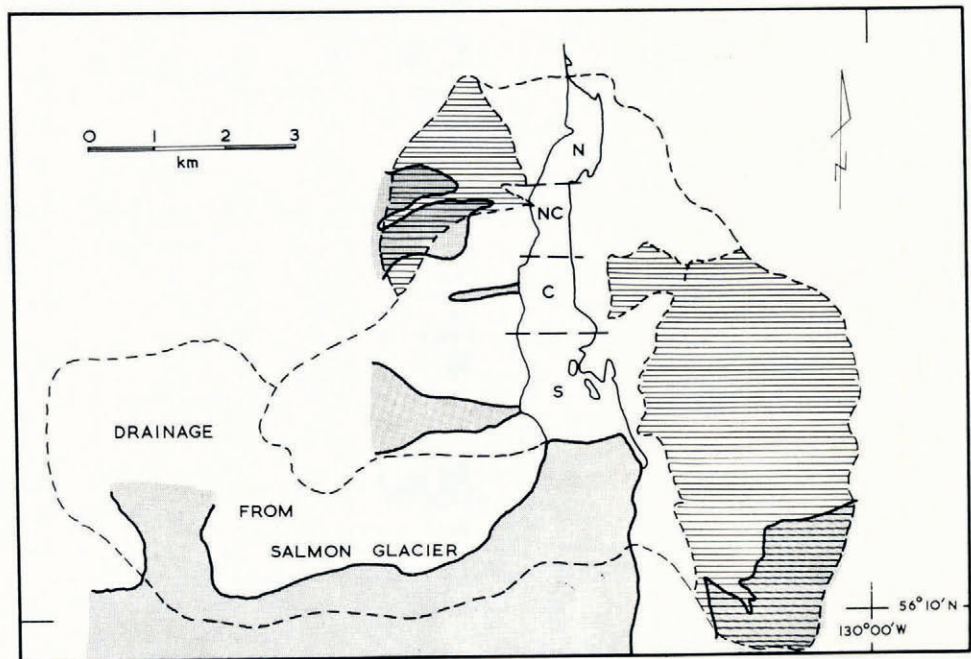 0 1 2 3
km
N
NC
C
S
DRAINAGE
FROM
SALMON GLACIER
56°10'N
130°00'W
N